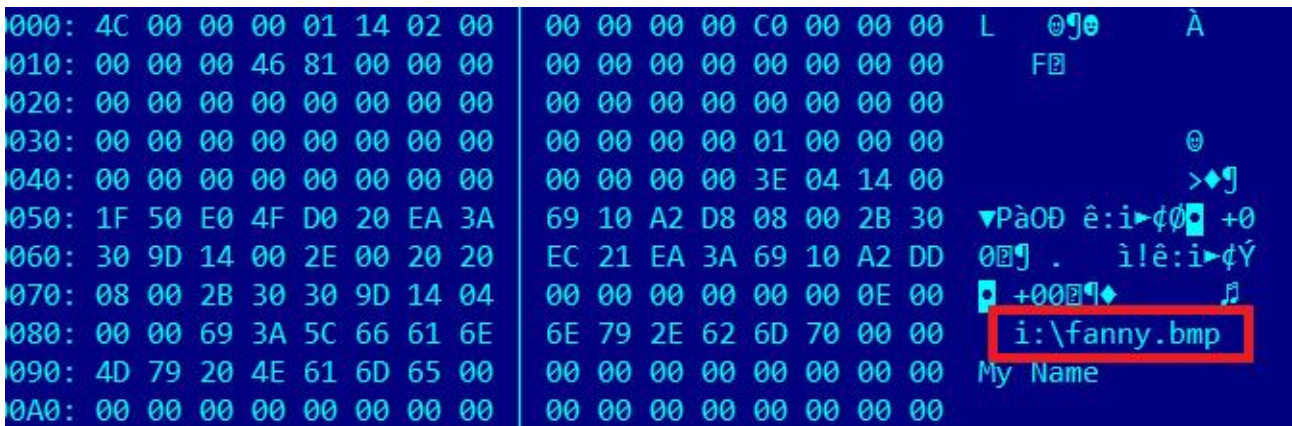 0000: 4C 00 00 00 01 14 02 00 00 00 00 00 C0 00 00 00 L ☺¶☻ À
0010: 00 00 00 46 81 00 00 00 00 00 00 00 00 00 00 00 F
0020: 00 00 00 00 00 00 00 00 00 00 00 00 00 00 00 00
0030: 00 00 00 00 00 00 00 00 00 00 00 00 01 00 00 00 ☺
0040: 00 00 00 00 00 00 00 00 00 00 00 00 3E 04 14 00 >♦¶
0050: 1F 50 E0 4F D0 20 EA 3A 69 10 A2 D8 08 00 2B 30 ▼PàOÐ ê:i►¢Ø◘ +0
0060: 30 9D 14 00 2E 00 20 20 EC 21 EA 3A 69 10 A2 DD 0¶ . ì!ê:i►¢Ý
0070: 08 00 2B 30 30 9D 14 04 00 00 00 00 00 00 0E 00 ◘ +00¶♦ ♫
0080: 00 00 69 3A 5C 66 61 6E 6E 79 2E 62 6D 70 00 00 i:\fanny.bmp
0090: 4D 79 20 4E 61 6D 65 00 00 00 00 00 00 00 00 00 My Name
00A0: 00 00 00 00 00 00 00 00 00 00 00 00 00 00 00 00